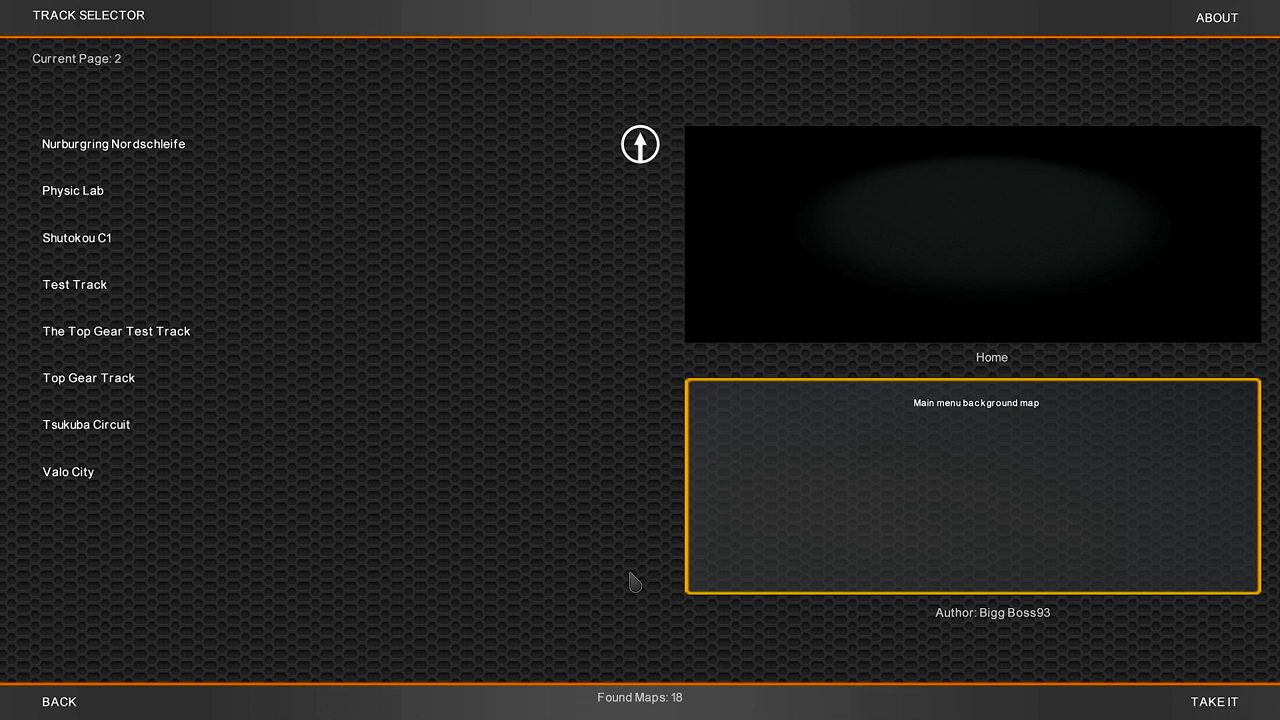 TRACK SELECTOR
ABOUT
Current Page: 2
Nurburgring Nordschleife
Physic Lab
Shutokou C1
Test Track
The Top Gear Test Track
Top Gear Track
Tsukuba Circuit
Valo City
Home
Main menu background map
Author: Bigg Boss93
BACK
Found Maps: 18
TAKE IT